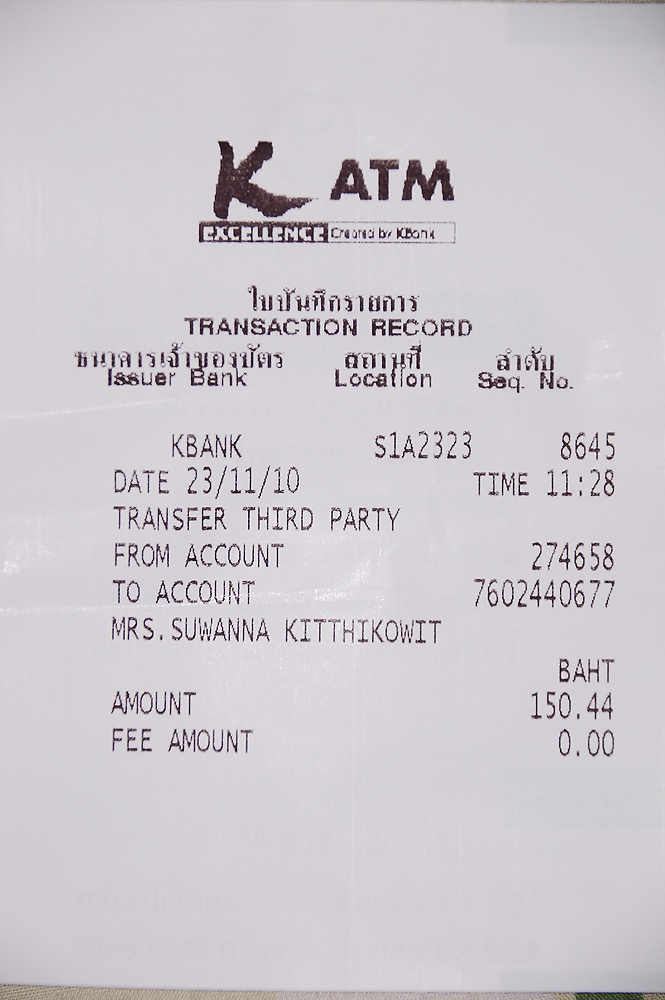 K ATM
EXCELLENCE Created by KBank
ใบบันทึกรายการ
TRANSACTION RECORD
ธนาคารเจ้าของบัตร สถานที่ ลำดับ
Issuer Bank Location Seq. No.
KBANK S1A2323 8645
DATE 23/11/10 TIME 11:28
TRANSFER THIRD PARTY
FROM ACCOUNT 274658
TO ACCOUNT 7602440677
MRS.SUWANNA KITTHIKOWIT
BAHT
AMOUNT 150.44
FEE AMOUNT 0.00